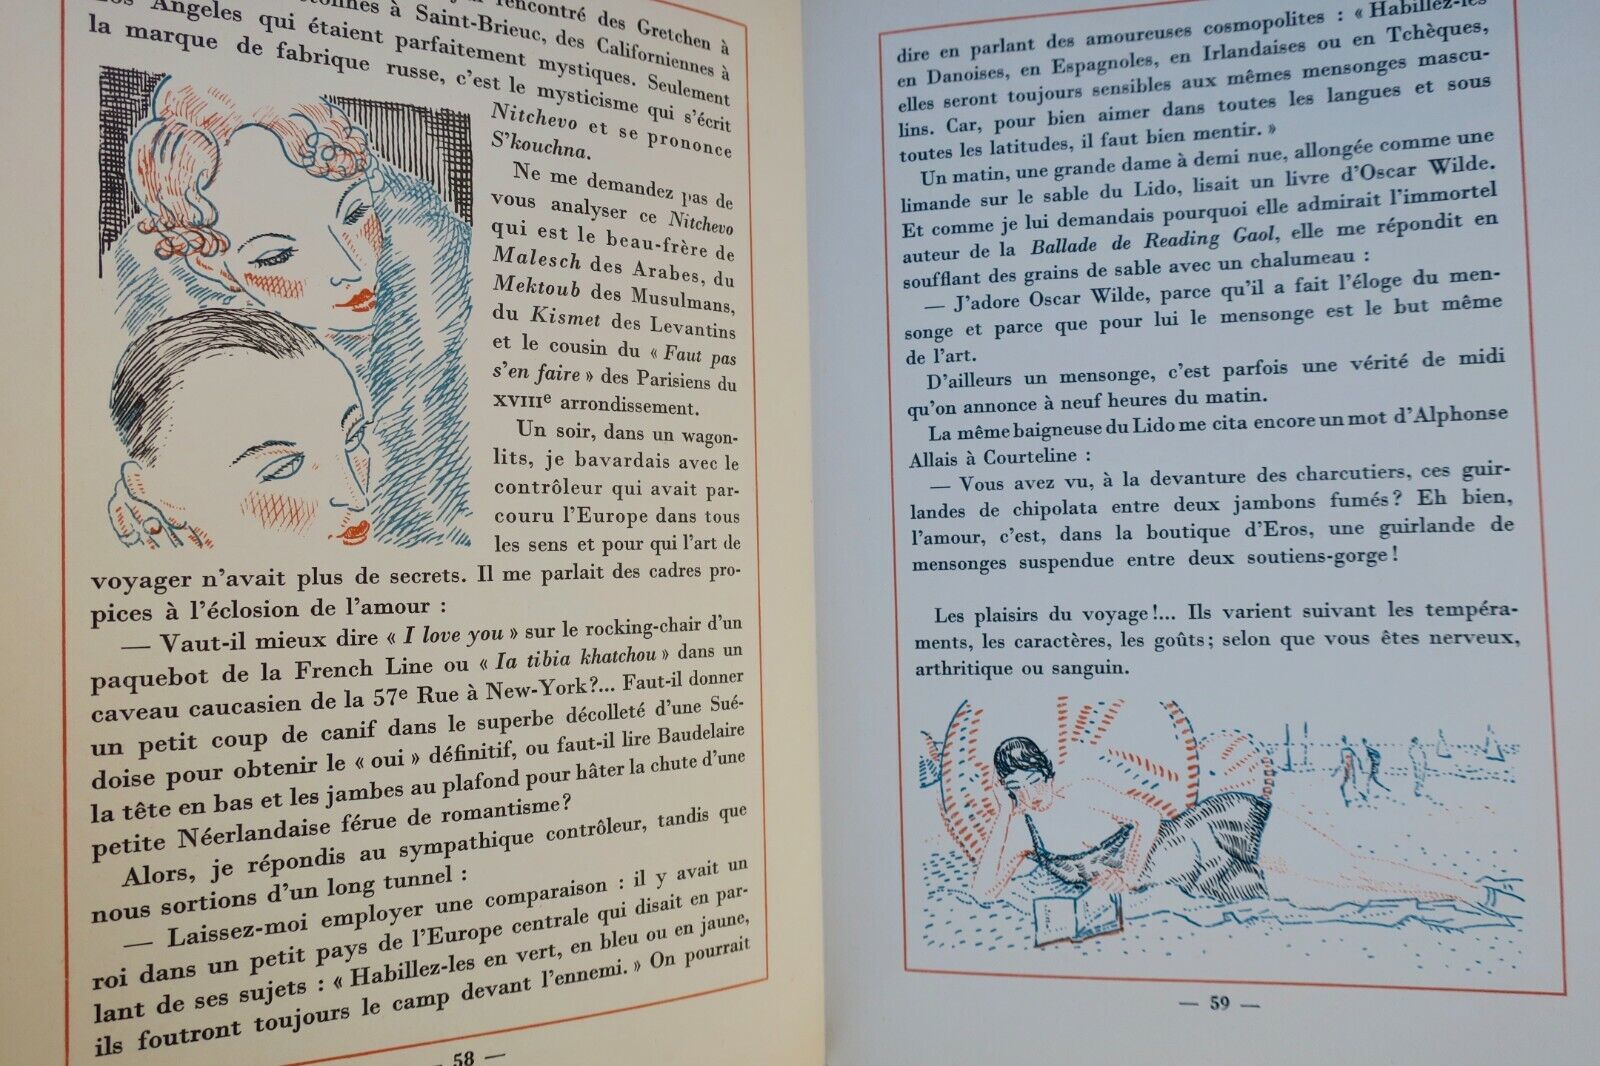 rencontré des Gretchen à
à Saint-Brieuc, des Californiennes à
Los Angeles qui étaient parfaitement mystiques. Seulement
la marque de fabrique russe, c'est le mysticisme qui s'écrit
Nitchevo et se prononce
S'kouchna.
Ne me demandez pas de
vous analyser ce Nitchevo
qui est le beau-frère de
Malesch des Arabes, du
Mektoub des Musulmans,
du Kismet des Levantins
et le cousin du « Faut pas
s'en faire » des Parisiens du
XVIIIe arrondissement.
Un soir, dans un wagon-
lits, je bavardais avec le
contrôleur qui avait par-
couru l'Europe dans tous
les sens et pour qui l'art de
voyager n'avait plus de secrets. Il me parlait des cadres pro-
pices à l'éclosion de l'amour :
— Vaut-il mieux dire « I love you » sur le rocking-chair d'un
paquebot de la French Line ou « Ia tibia khatchou » dans un
caveau caucasien de la 57e Rue à New-York?... Faut-il donner
un petit coup de canif dans le superbe décolleté d'une Sué-
doise pour obtenir le « oui » définitif, ou faut-il lire Baudelaire
la tête en bas et les jambes au plafond pour hâter la chute d'une
petite Néerlandaise férue de romantisme?
Alors, je répondis au sympathique contrôleur, tandis que
nous sortions d'un long tunnel :
— Laissez-moi employer une comparaison : il y avait un
roi dans un petit pays de l'Europe centrale qui disait en par-
lant de ses sujets : « Habillez-les en vert, en bleu ou en jaune,
ils foutront toujours le camp devant l'ennemi. » On pourrait
— 58 —
dire en parlant des amoureuses cosmopolites : « Habillez-les
en Danoises, en Espagnoles, en Irlandaises ou en Tchèques,
elles seront toujours sensibles aux mêmes mensonges mascu-
lins. Car, pour bien aimer dans toutes les langues et sous
toutes les latitudes, il faut bien mentir. »
Un matin, une grande dame à demi nue, allongée comme une
limande sur le sable du Lido, lisait un livre d'Oscar Wilde.
Et comme je lui demandais pourquoi elle admirait l'immortel
auteur de la Ballade de Reading Gaol, elle me répondit en
soufflant des grains de sable avec un chalumeau :
— J'adore Oscar Wilde, parce qu'il a fait l'éloge du men-
songe et parce que pour lui le mensonge est le but même
de l'art.
D'ailleurs un mensonge, c'est parfois une vérité de midi
qu'on annonce à neuf heures du matin.
La même baigneuse du Lido me cita encore un mot d'Alphonse
Allais à Courteline :
— Vous avez vu, à la devanture des charcutiers, ces guir-
landes de chipolata entre deux jambons fumés? Eh bien,
l'amour, c'est, dans la boutique d'Eros, une guirlande de
mensonges suspendue entre deux soutiens-gorge!
Les plaisirs du voyage!... Ils varient suivant les tempéra-
ments, les caractères, les goûts; selon que vous êtes nerveux,
arthritique ou sanguin.
— 59 —